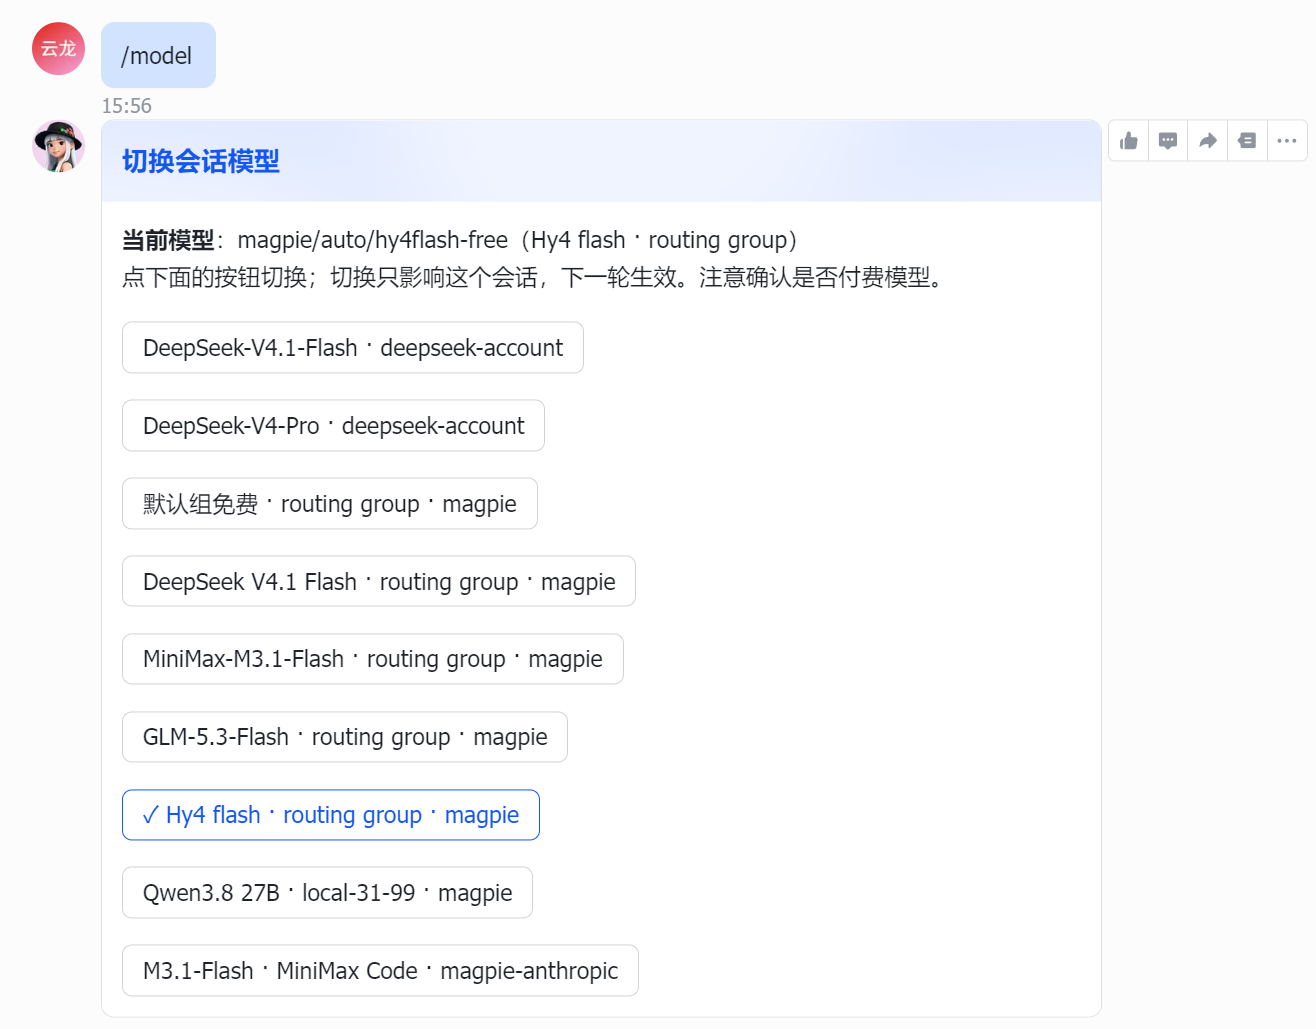 云龙
/model
15:56
切换会话模型
当前模型：magpie/auto/hy4flash-free（Hy4 flash · routing group）
点下面的按钮切换；切换只影响这个会话，下一轮生效。注意确认是否付费模型。
DeepSeek-V4.1-Flash · deepseek-account
DeepSeek-V4-Pro · deepseek-account
默认组免费 · routing group · magpie
DeepSeek V4.1 Flash · routing group · magpie
MiniMax-M3.1-Flash · routing group · magpie
GLM-5.3-Flash · routing group · magpie
✓ Hy4 flash · routing group · magpie
Qwen3.8 27B · local-31-99 · magpie
M3.1-Flash · MiniMax Code · magpie-anthropic